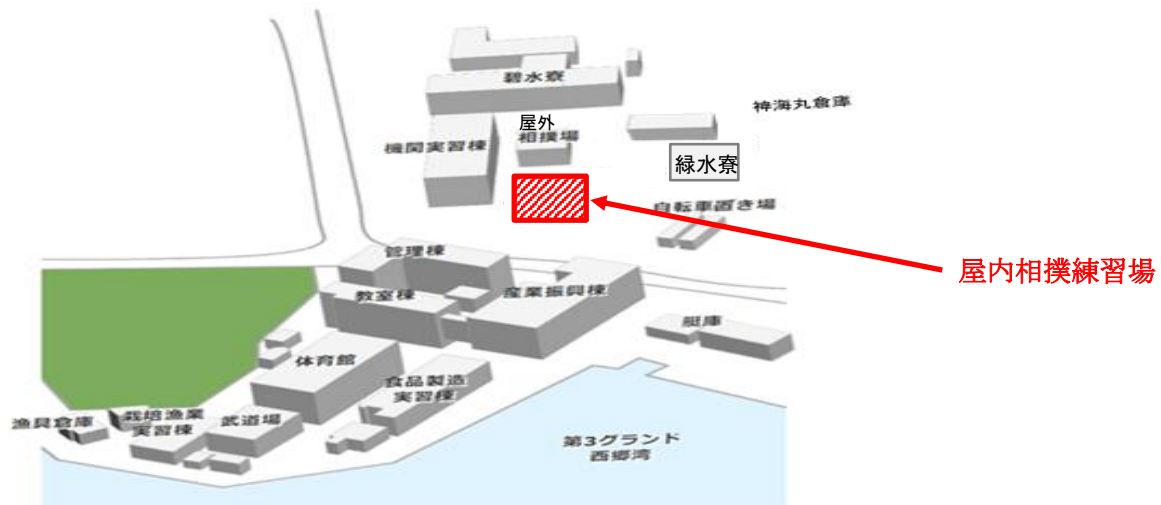 碧水寮
神海丸倉庫
屋外
相撲場
機関実習棟
緑水寮
自転車置き場
管理棟
屋内相撲練習場
教室棟
産業振興棟
艇庫
体育館
食品製造
実習棟
漁具倉庫
栽培漁業
実習棟
武道場
第3グランド
西郷湾